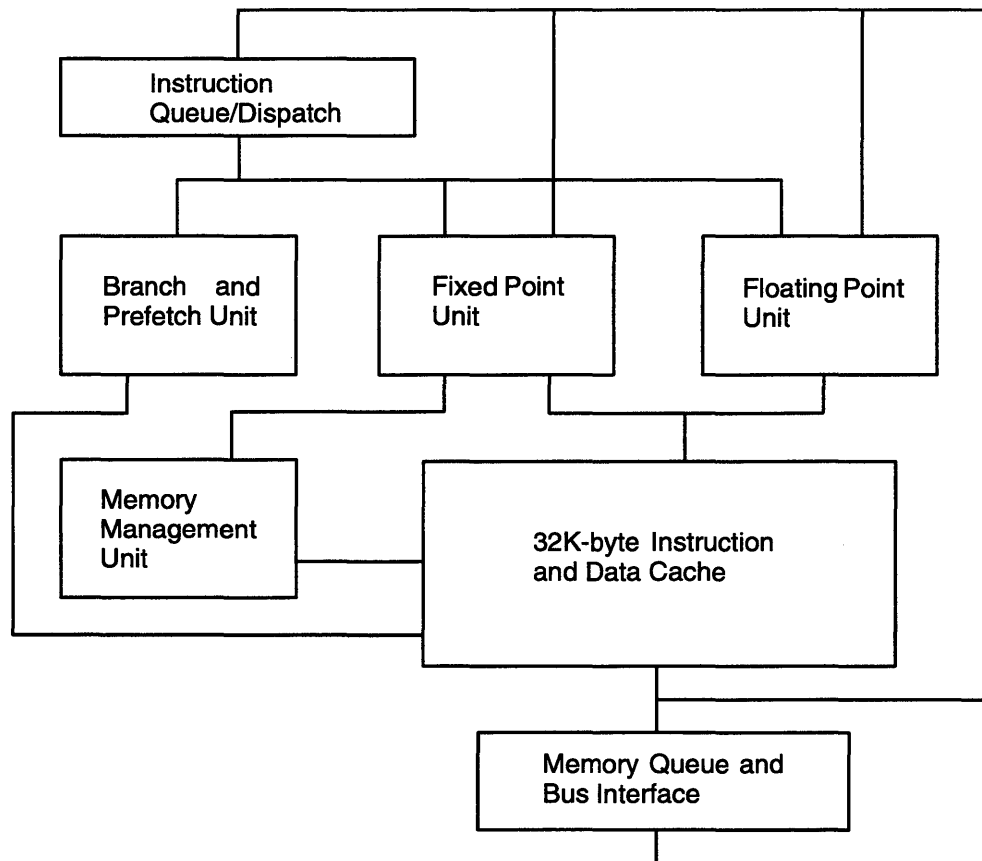 Instruction
Queue/Dispatch
Branch and
Prefetch Unit
Fixed Point
Unit
Floating Point
Unit
Memory
Management
Unit
32K-byte Instruction
and Data Cache
Memory Queue and
Bus Interface